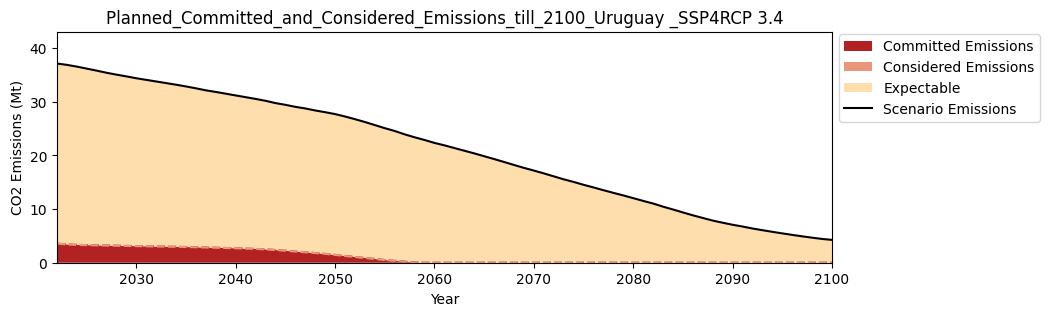 Planned_Committed_and_Considered_Emissions_till_2100_Uruguay _SSP4RCP 3.4
CO2 Emissions (Mt)
40
30
20
10
0
2030 2040 2050 2060 2070 2080 2090 2100
Year
Committed Emissions
Considered Emissions
Expectable
Scenario Emissions